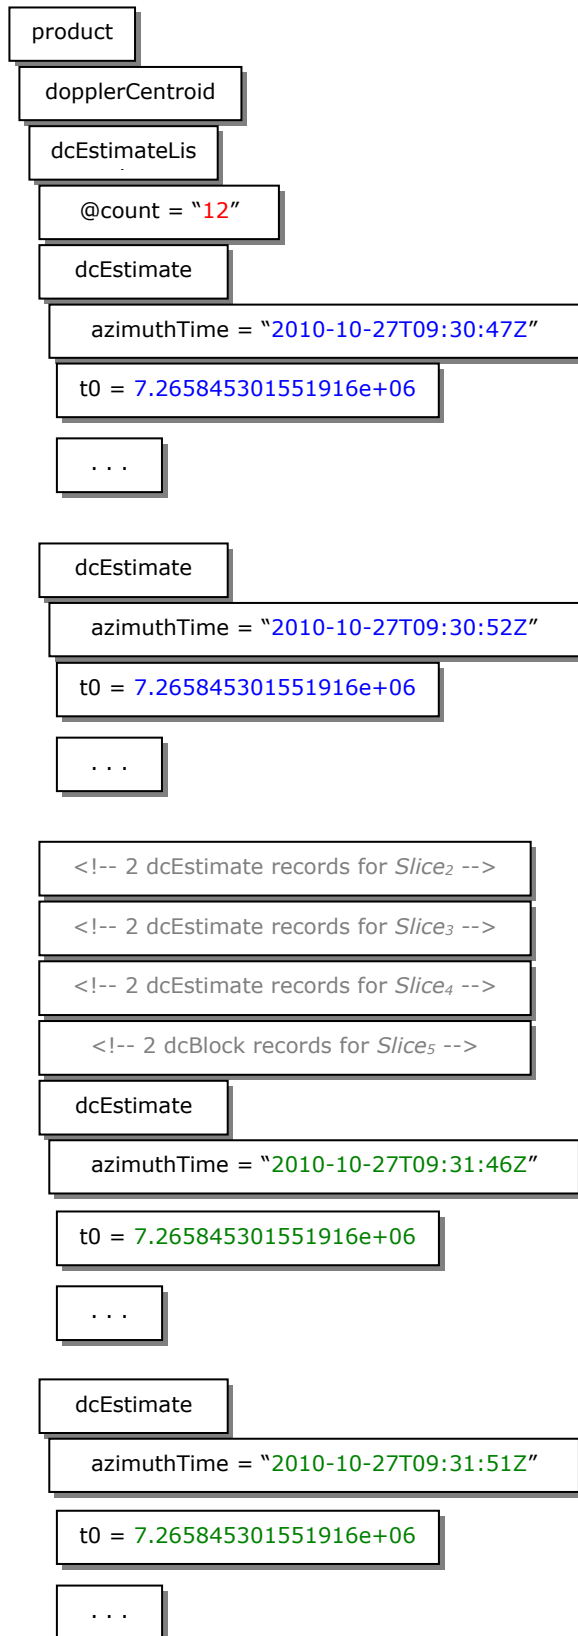 product
dopplerCentroid
dcEstimateLis
@count = “12”
dcEstimate
azimuthTime = “2010-10-27T09:30:47Z”
t0 = 7.265845301551916e+06
. . .
dcEstimate
azimuthTime = “2010-10-27T09:30:52Z”
t0 = 7.265845301551916e+06
. . .
<!-- 2 dcEstimate records for Slice₂ -->
<!-- 2 dcEstimate records for Slice₃ -->
<!-- 2 dcEstimate records for Slice₄ -->
<!-- 2 dcBlock records for Slice₅ -->
dcEstimate
azimuthTime = “2010-10-27T09:31:46Z”
t0 = 7.265845301551916e+06
. . .
dcEstimate
azimuthTime = “2010-10-27T09:31:51Z”
t0 = 7.265845301551916e+06
. . .